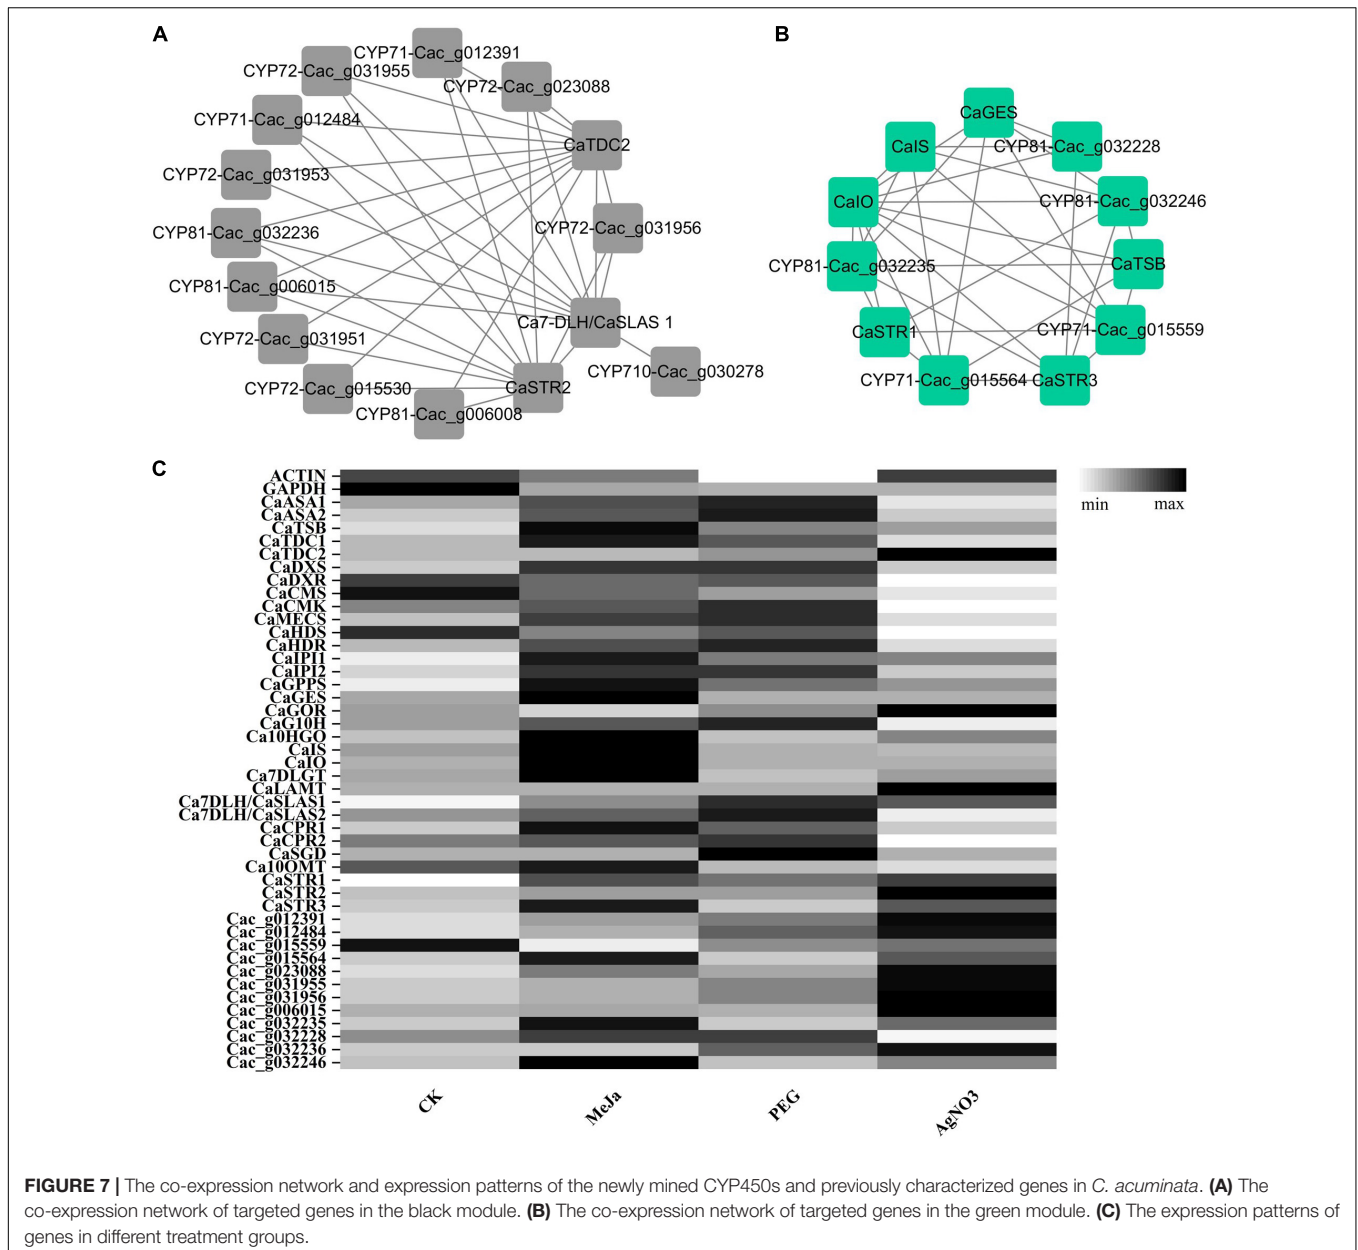 A
CYP71-Cac_g012391
CYP72-Cac_g031955
CYP72-Cac_g023088
CYP71-Cac_g012484
CaTDC2
CYP72-Cac_g031953
CYP81-Cac_g032236
CYP72-Cac_g031956
CYP81-Cac_g006015
Ca7-DLH/CaSLAS 1
CYP72-Cac_g031951
CYP710-Cac_g030278
CYP72-Cac_g015530
CaSTR2
CYP81-Cac_g006008
B
CaGES
CaIS
CYP81-Cac_g032228
CaIO
CYP81-Cac_g032246
CYP81-Cac_g032235
CaTSB
CaSTR1
CYP71-Cac_g015559
CYP71-Cac_g015564
CaSTR3
C
ACTIN
GAPDH
CaASA1
CaASA2
CaTSB
CaTDC1
CaTDC2
CaDXS
CaDXR
CaCMS
CaCMK
CaMECS
CaHDS
CaHDR
CaIPI1
CaIPI2
CaGPPS
CaGES
CaGOR
CaG10H
Ca10HGO
CaIS
CaIO
Ca7DLGT
CaLAMT
Ca7DLH/CaSLAS1
Ca7DLH/CaSLAS2
CaCPR1
CaCPR2
CaSGD
Ca10OMT
CaSTR1
CaSTR2
CaSTR3
Cac_g012391
Cac_g012484
Cac_g015559
Cac_g015564
Cac_g023088
Cac_g031955
Cac_g031956
Cac_g006015
Cac_g032235
Cac_g032228
Cac_g032236
Cac_g032246
CK
MeJa
PEG
AgNO3
min max
FIGURE 7 | The co-expression network and expression patterns of the newly mined CYP450s and previously characterized genes in C. acuminata. (A) The
co-expression network of targeted genes in the black module. (B) The co-expression network of targeted genes in the green module. (C) The expression patterns of
genes in different treatment groups.